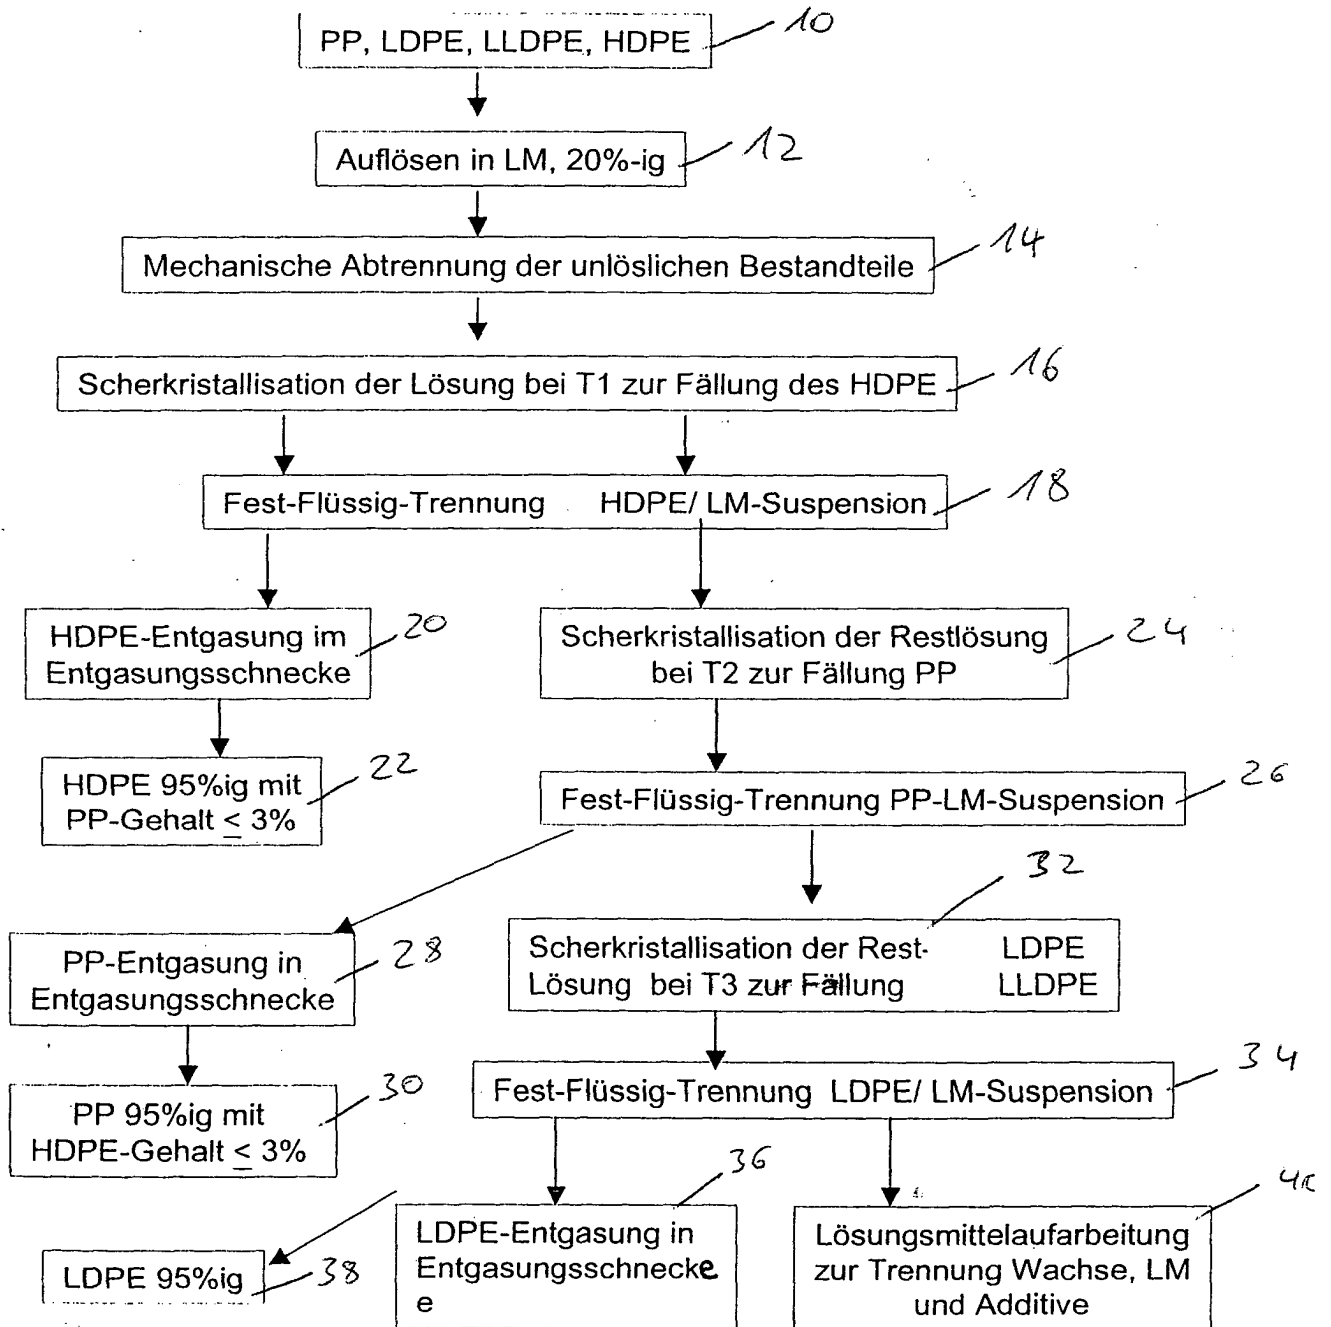 PP, LDPE, LLDPE, HDPE
10
Auflösen in LM, 20%-ig
12
Mechanische Abtrennung der unlöslichen Bestandteile
14
Scherkristallisation der Lösung bei T1 zur Fällung des HDPE
16
Fest-Flüssig-Trennung HDPE/ LM-Suspension
18
HDPE-Entgasung im
Entgasungsschnecke
20
Scherkristallisation der Restlösung
bei T2 zur Fällung PP
24
HDPE 95%ig mit
PP-Gehalt ≤ 3%
22
Fest-Flüssig-Trennung PP-LM-Suspension
26
PP-Entgasung in
Entgasungsschnecke
28
32
Scherkristallisation der Rest- LDPE
Lösung bei T3 zur Fällung LLDPE
PP 95%ig mit
HDPE-Gehalt ≤ 3%
30
Fest-Flüssig-Trennung LDPE/ LM-Suspension
34
LDPE 95%ig
38
36
LDPE-Entgasung in
Entgasungsschnecke
e
Lösungsmittelaufarbeitung
zur Trennung Wachse, LM
und Additive